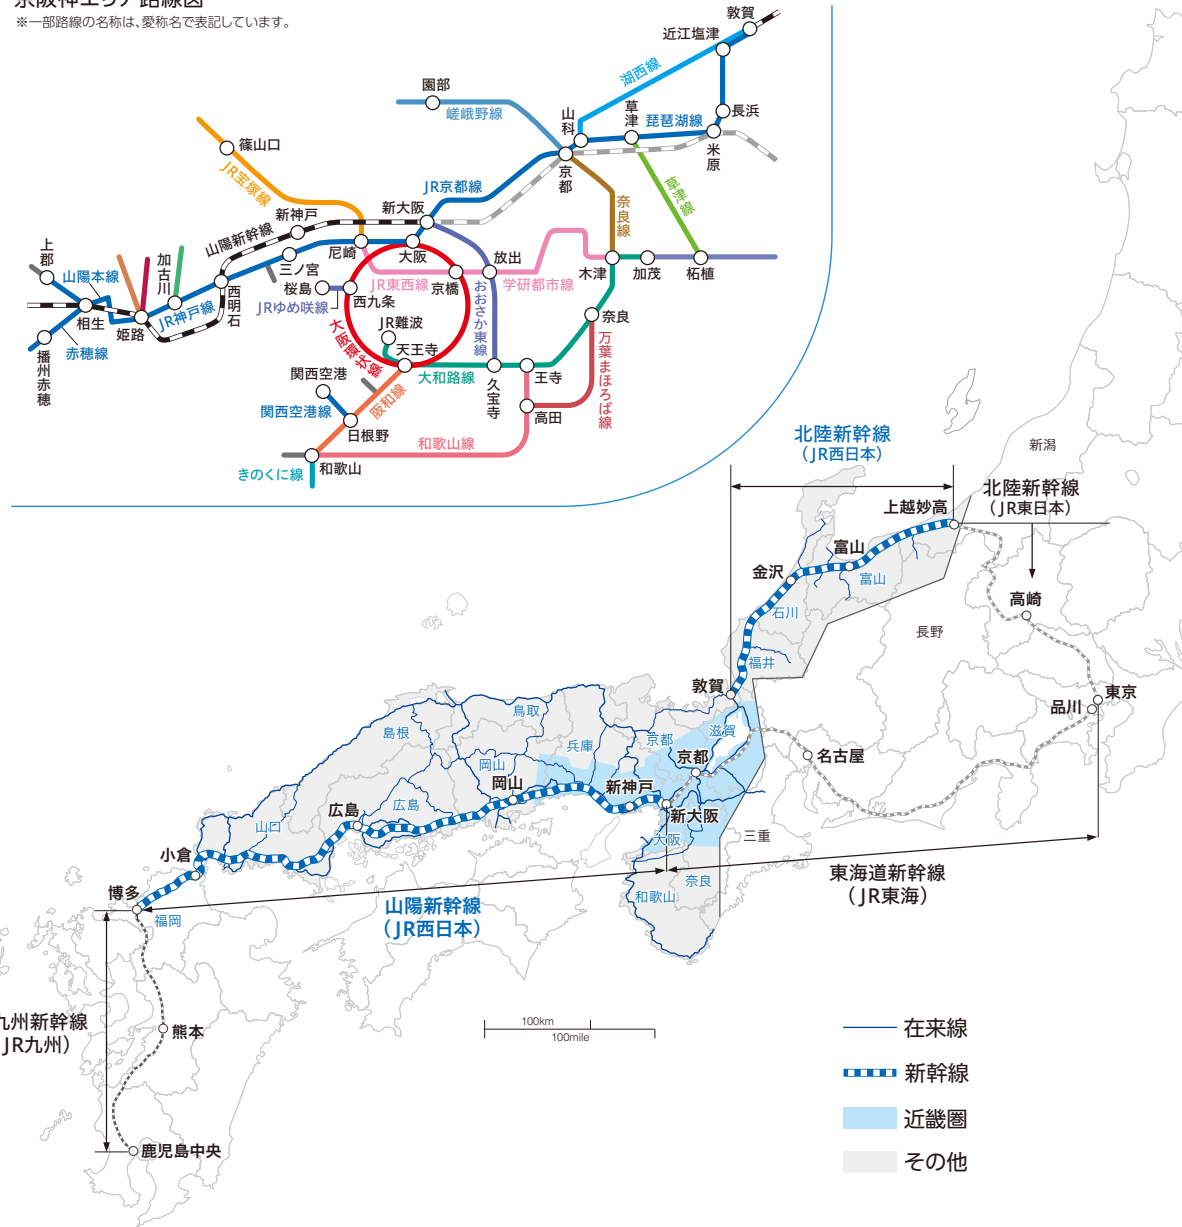 京阪神エリア路線図
※一部路線の名称は、愛称名で表記しています。
敦賀
近江塩津
湖西線
園部
嵯峨野線
山科
草津
琵琶湖線
長浜
米原
京都
篠山口
JR宝塚線
JR京都線
奈良線
草津線
新大阪
新神戸
山陽新幹線
上郡
山陽本線
加古川
三ノ宮
尼崎
大阪
放出
木津
加茂
柘植
桜島
JR東西線
京橋
学研都市線
西明石
JRゆめ咲線
西九条
おおさか東線
JR神戸線
相生
姫路
JR難波
奈良
赤穂線
大阪環状線
天王寺
万葉まほろば線
播州赤穂
関西空港
大和路線
久宝寺
王寺
関西空港線
阪和線
高田
日根野
和歌山線
和歌山
きのくに線
北陸新幹線
（JR西日本）
新潟
北陸新幹線
（JR東日本）
上越妙高
富山
金沢
富山
高崎
石川
長野
福井
敦賀
東京
品川
鳥取
島根
滋賀
兵庫
京都
京都
名古屋
岡山
岡山
新神戸
広島
広島
新大阪
山口
大阪
三重
小倉
東海道新幹線
（JR東海）
奈良
博多
和歌山
山陽新幹線
（JR西日本）
福岡
九州新幹線
JR九州）
熊本
100km
100mile
鹿児島中央
在来線
新幹線
近畿圏
その他